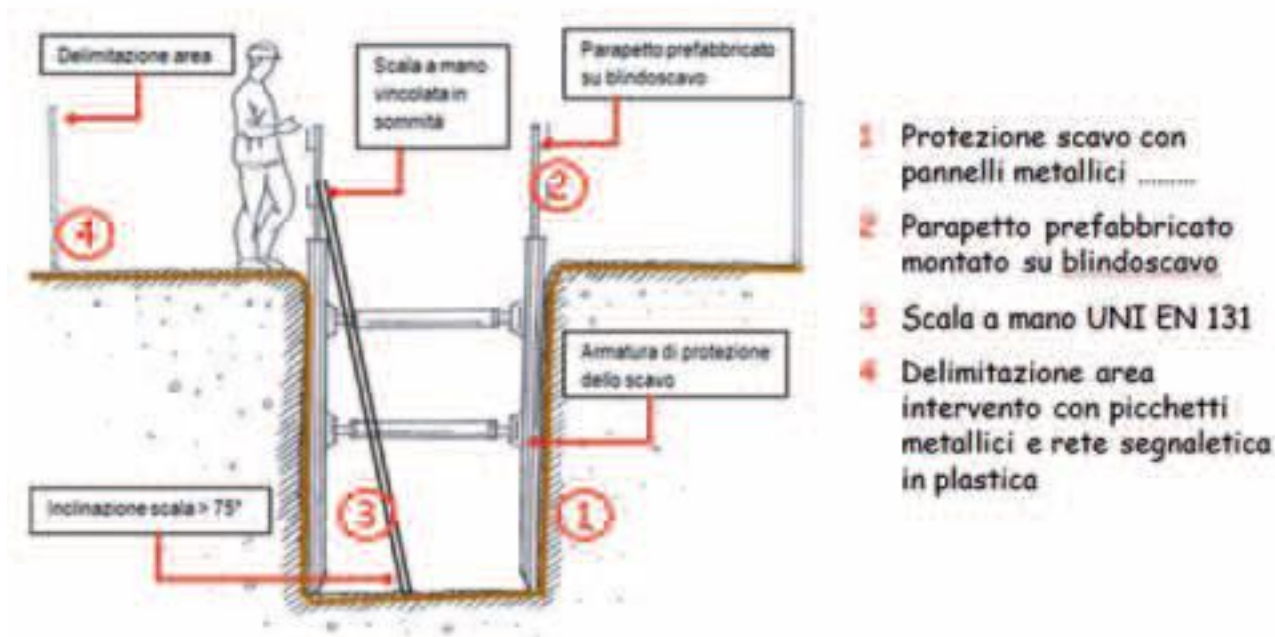 Delimitazione area
Scala a mano
vincolata in
sommità
Parapetto prefabbricato
su blindoscavo
4
2
Armatura di protezione
dello scavo
Inclinazione scala > 75°
3
1
1 Protezione scavo con
pannelli metallici .........
2 Parapetto prefabbricato
montato su blindoscavo
3 Scala a mano UNI EN 131
4 Delimitazione area
intervento con picchetti
metallici e rete segnaletica
in plastica